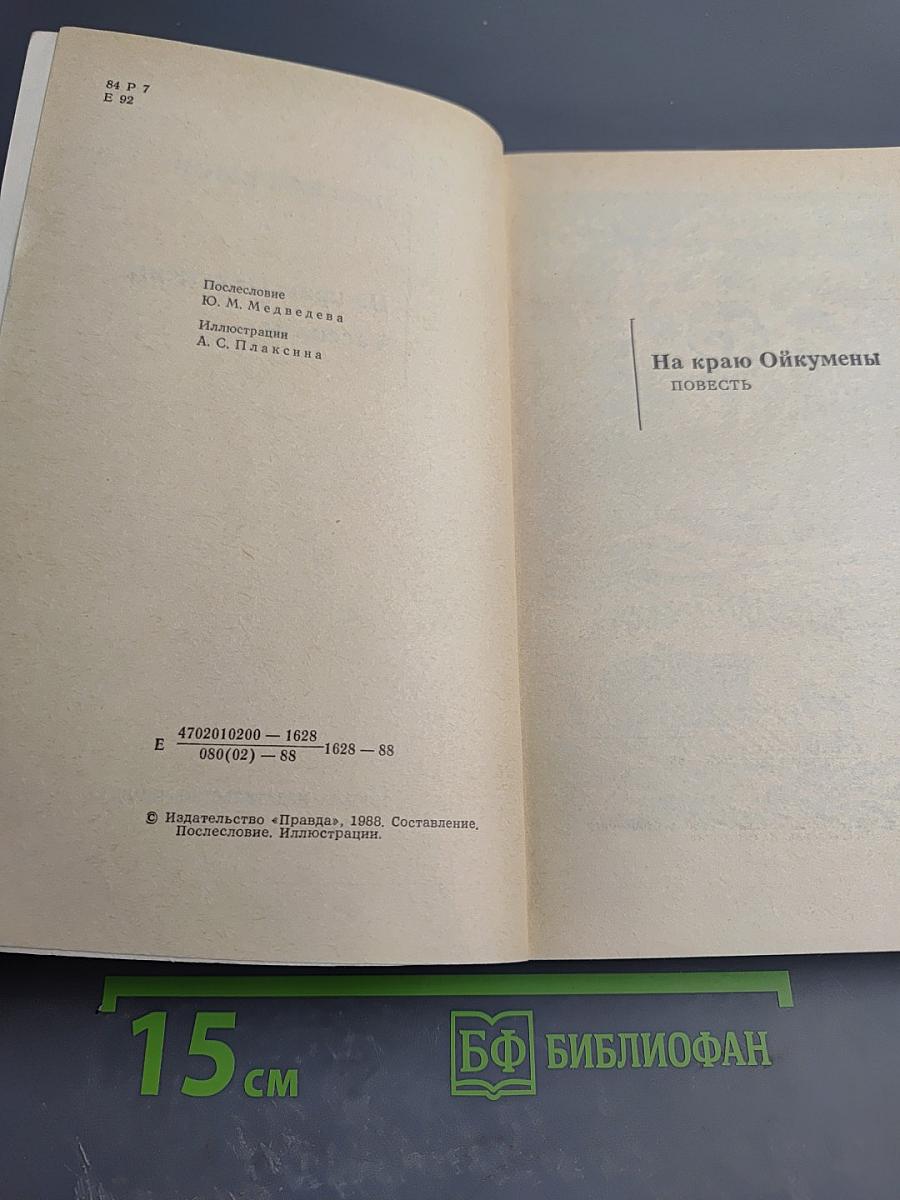 84 Р 7
Е 92
Послесловие
Ю. М. Медведева
Иллюстрации
А. С. Плаксина
На краю Ойкумены
ПОВЕСТЬ
Е 4702010200 — 1628
080(02) — 88
1628 — 88
© Издательство «Правда», 1988. Составление.
Послесловие. Иллюстрации.
15 см
БФ БИБЛИОФАН